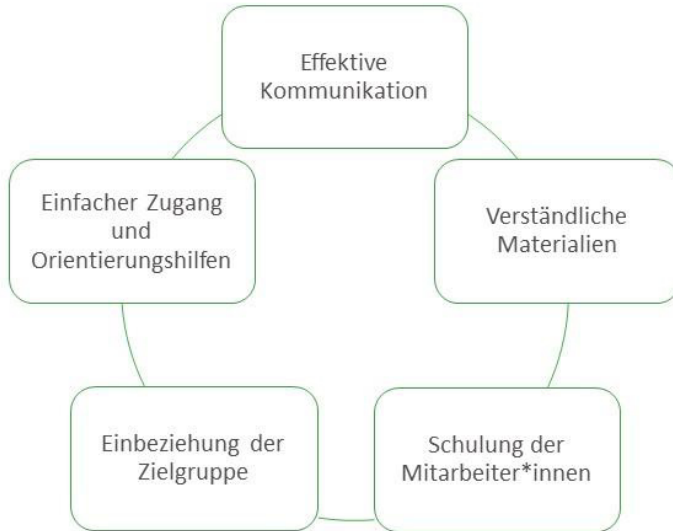 Effektive
Kommunikation
Verständliche
Materialien
Schulung der
Mitarbeiter*innen
Einbeziehung der
Zielgruppe
Einfacher Zugang
und
Orientierungshilfen